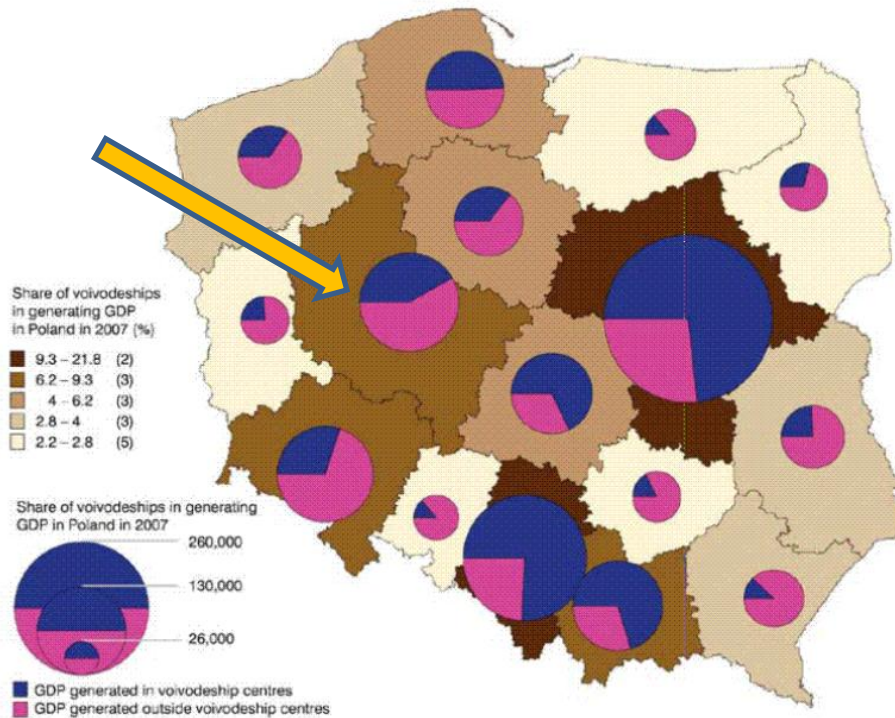 Share of voivodeships
in generating GDP
in Poland in 2007 (%)
9.3 – 21.8 (2)
6.2 – 9.3 (3)
4 – 6.2 (3)
2.8 – 4 (3)
2.2 – 2.8 (5)
Share of voivodeships in generating
GDP in Poland in 2007
260,000
130,000
26,000
GDP generated in voivodeship centres
GDP generated outside voivodeship centres